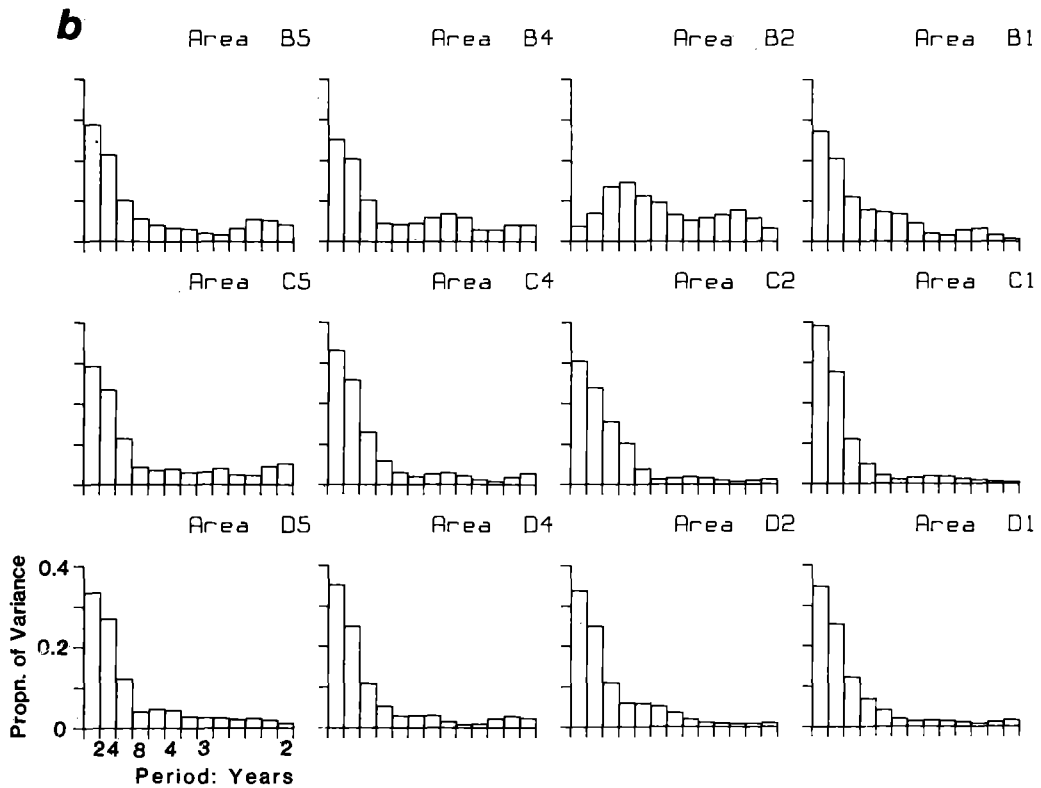 b
Area B5
Area B4
Area B2
Area B1
Area C5
Area C4
Area C2
Area C1
Area D5
Area D4
Area D2
Area D1
Propn. of Variance
0.4
0.2
0
24 8 4 3 2
Period: Years